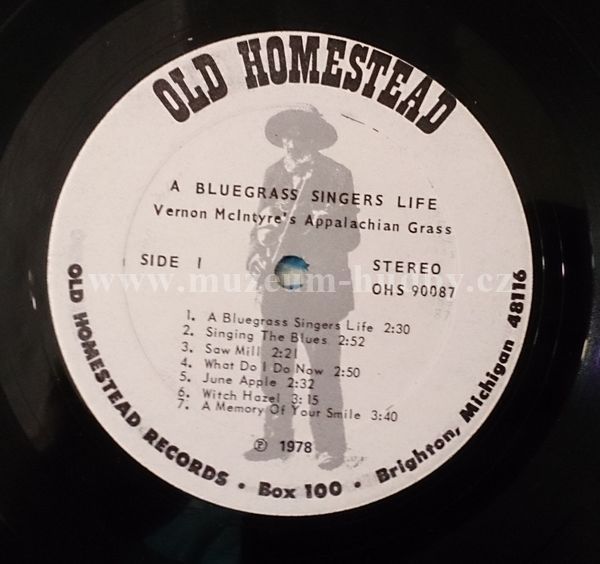 OLD HOMESTEAD
A BLUEGRASS SINGERS LIFE
Vernon McIntyre's Appalachian Grass
SIDE 1 STEREO
OHS 90087
www.muzeum-hudby.cz
1. A Bluegrass Singers Life 2:30
2. Singing The Blues 2:52
3. Saw Mill 2:21
4. What Do I Do Now 2:50
5. June Apple 2:32
6. Witch Hazel 3:15
7. A Memory Of Your Smile 3:40
℗ 1978
OLD HOMESTEAD RECORDS • Box 100 • Brighton, Michigan 48116